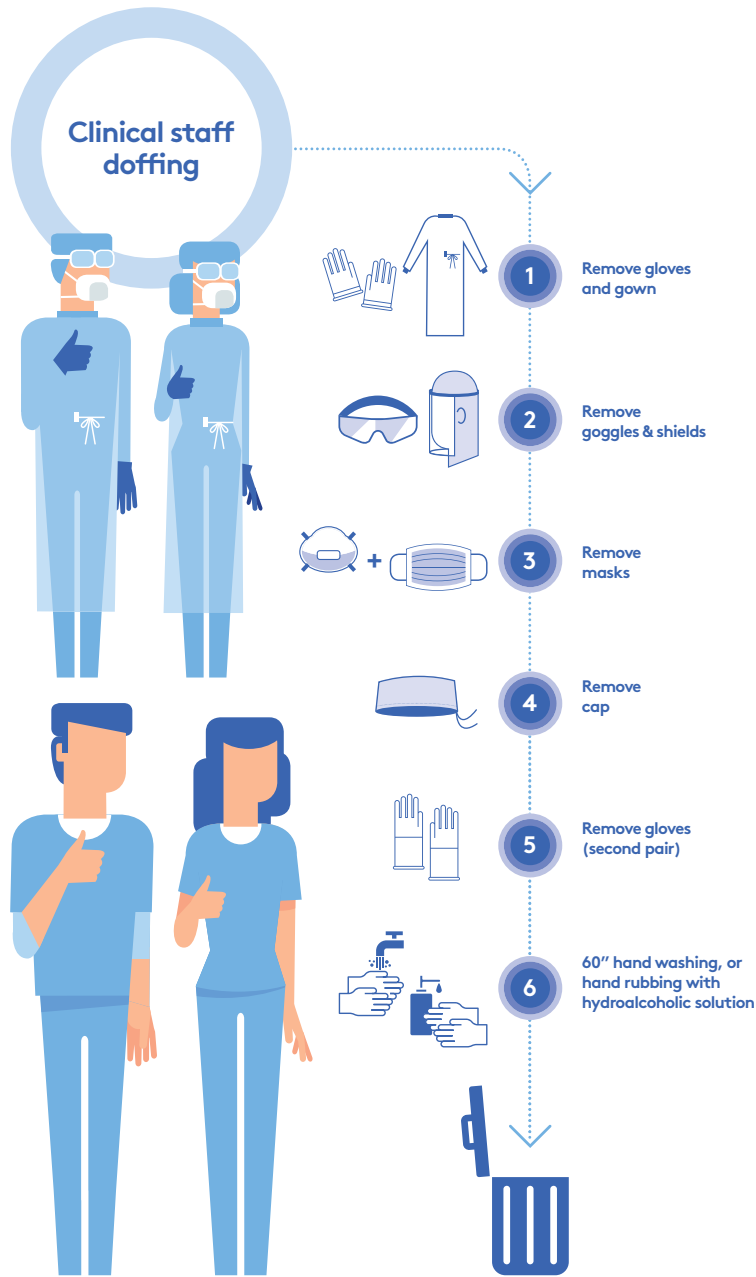 Clinical staff
doffing
1
Remove gloves
and gown
2
Remove
goggles & shields
+
3
Remove
masks
4
Remove
cap
5
Remove gloves
(second pair)
6
60” hand washing, or
hand rubbing with
hydroalcoholic solution